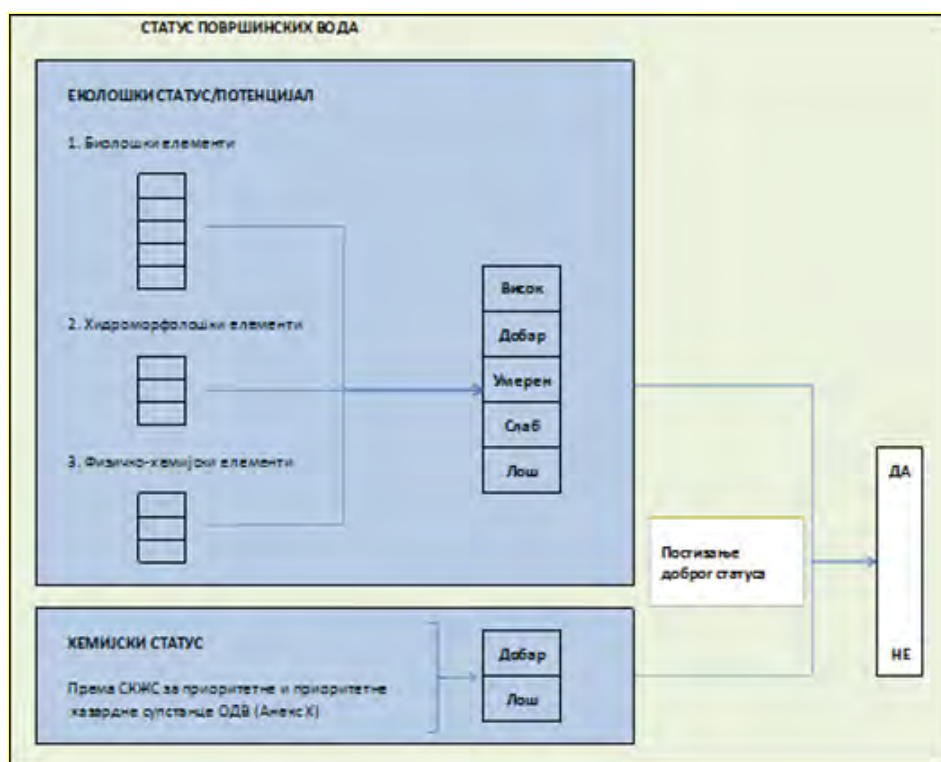 СТАТУС ПОВРШИНСКИХ ВОДА
ЕКОЛОШКИ СТАТУС/ПОТЕНЦИЈАЛ
1. Биолошки елементи
2. Хидроморфолошки елементи
3. Физичко-хемијски елементи
Висок
Добар
Умерен
Слаб
Лош
Постизање
доброг статуса
ДА
НЕ
ХЕМИЈСКИ СТАТУС
Према СКЖС за приоритетне и приоритетне
хазардне супстанце ОДВ (Анекс X)
Добар
Лош